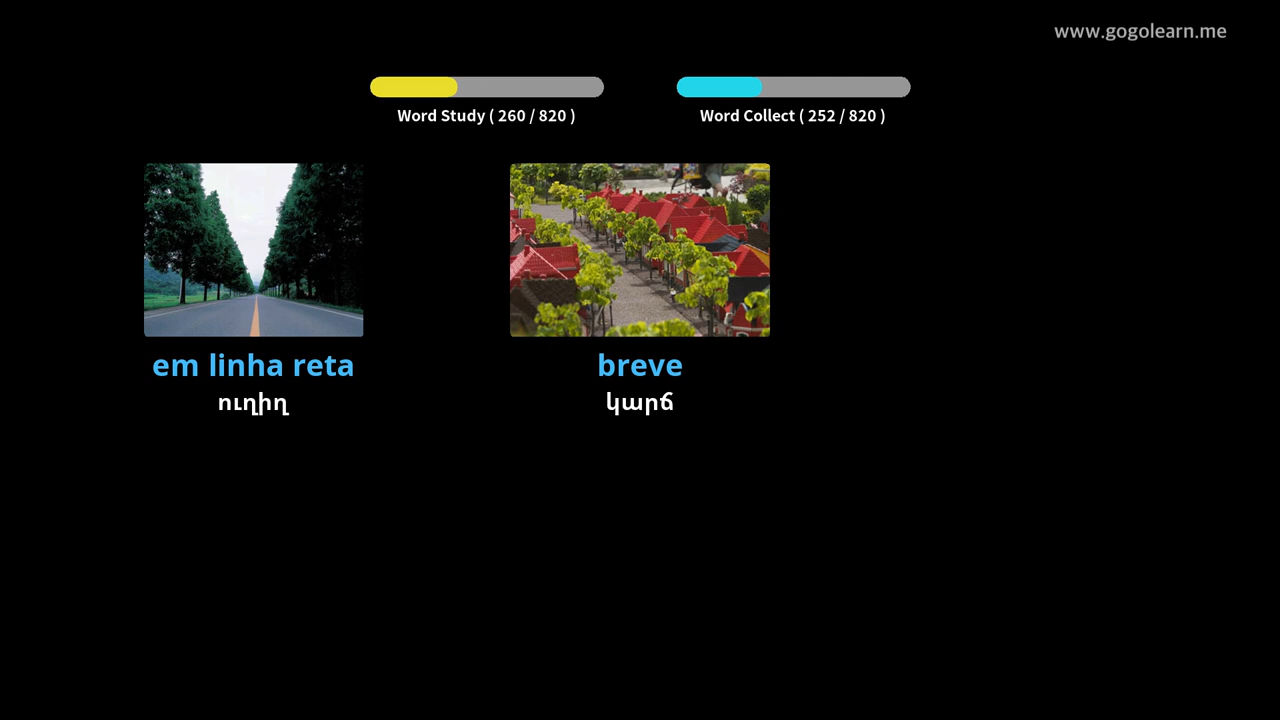 www.gogolearn.me
Word Study ( 260 / 820 )
Word Collect ( 252 / 820 )
em linha reta
ուղիղ
breve
կարճ